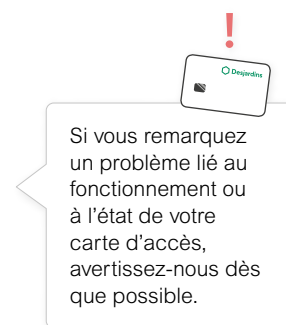 !
Desjardins
Si vous remarquez
un problème lié au
fonctionnement ou
à l'état de votre
carte d'accès,
avertissez-nous dès
que possible.